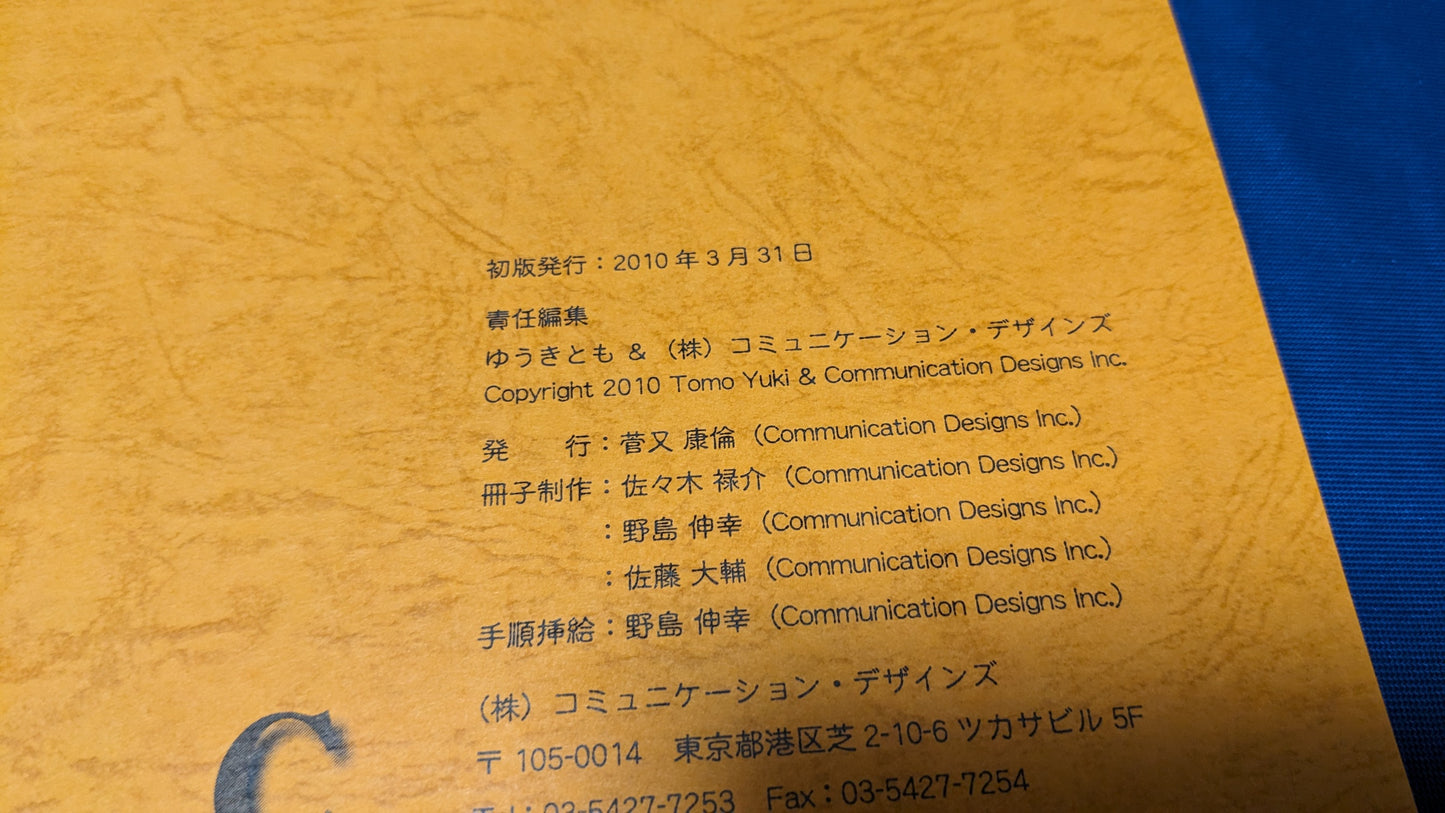 初版発行：2010 年 3 月 31 日
責任編集
ゆうきとも ＆ （株）コミュニケーション・デザインズ
Copyright 2010 Tomo Yuki & Communication Designs Inc.
発　　行：菅又 康倫（Communication Designs Inc.）
冊子制作：佐々木 禄介（Communication Designs Inc.）
：野島 伸幸（Communication Designs Inc.）
：佐藤 大輔（Communication Designs Inc.）
手順挿絵：野島 伸幸（Communication Designs Inc.）
（株）コミュニケーション・デザインズ
〒 105-0014　東京都港区芝 2-10-6 ツカサビル 5F
Tel：03-5427-7253　Fax：03-5427-7254
C